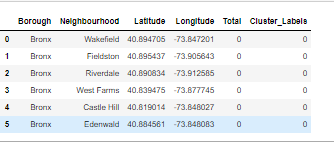 Borough Neighbourhood Latitude Longitude Total Cluster_Labels
0 Bronx Wakefield 40.894705 -73.847201 0 0
1 Bronx Fieldston 40.895437 -73.905643 0 0
2 Bronx Riverdale 40.890834 -73.912585 0 0
3 Bronx West Farms 40.839475 -73.877745 0 0
4 Bronx Castle Hill 40.819014 -73.848027 0 0
5 Bronx Edenwald 40.884561 -73.848083 0 0